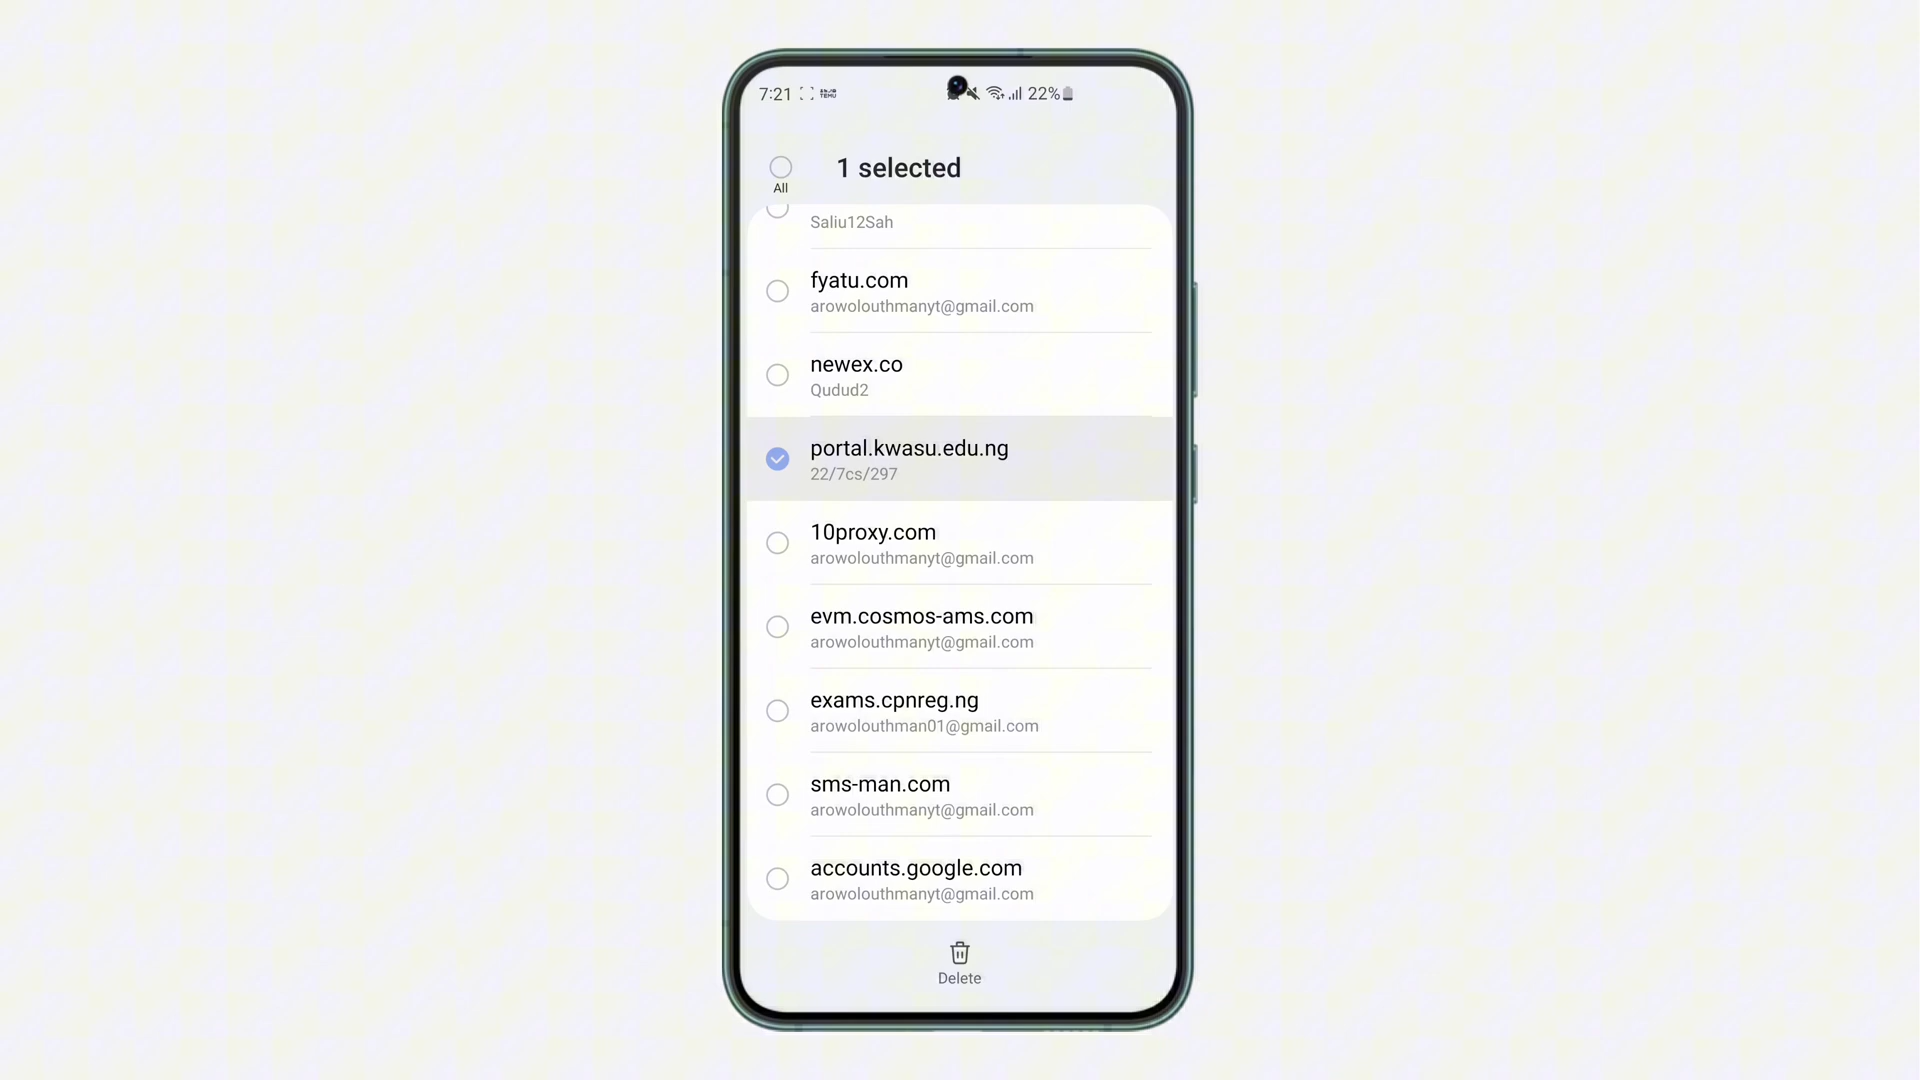 7:21
TEMU
22%
1 selected
All
Saliu12Sah
fyatu.com
arowolouthmanyt@gmail.com
newex.co
Qudud2
portal.kwasu.edu.ng
22/7cs/297
10proxy.com
arowolouthmanyt@gmail.com
evm.cosmos-ams.com
arowolouthmanyt@gmail.com
exams.cpnreg.ng
arowolouthman01@gmail.com
sms-man.com
arowolouthmanyt@gmail.com
accounts.google.com
arowolouthmanyt@gmail.com
Delete